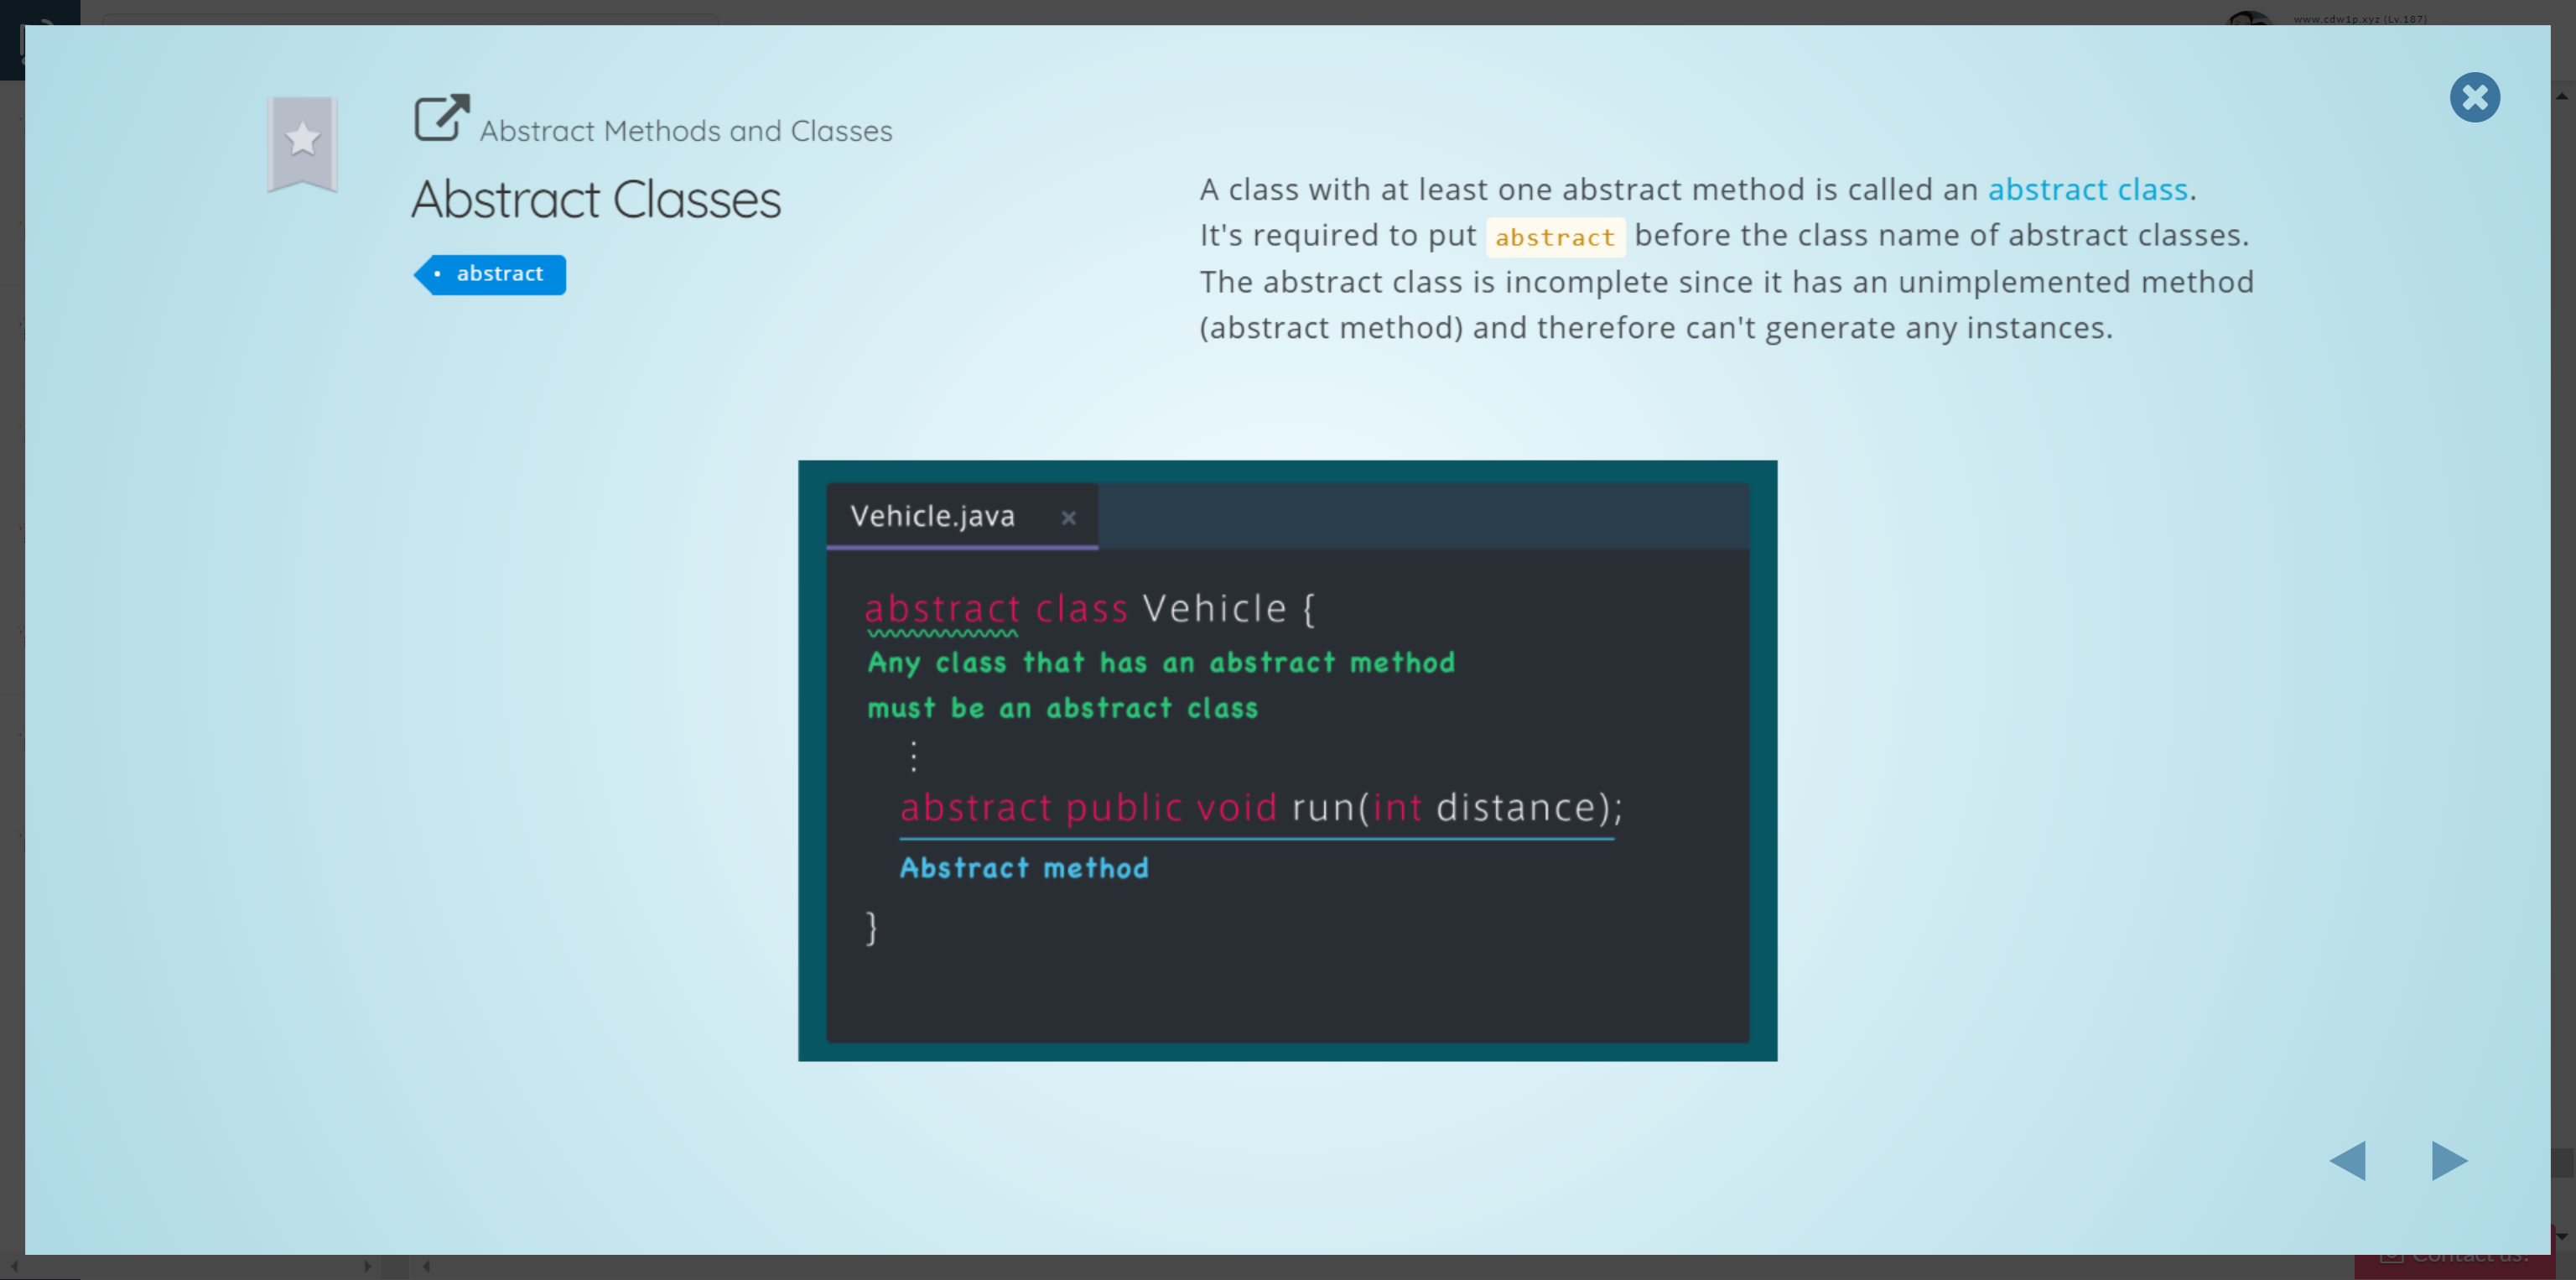 www.cdw1p.xyz (Lv.187)
Abstract Methods and Classes
Abstract Classes
abstract
A class with at least one abstract method is called an abstract class.
It's required to put abstract before the class name of abstract classes.
The abstract class is incomplete since it has an unimplemented method
(abstract method) and therefore can't generate any instances.
Vehicle.java
abstract class Vehicle {
Any class that has an abstract method
must be an abstract class
⋮
abstract public void run(int distance);
Abstract method
}
Contact us!